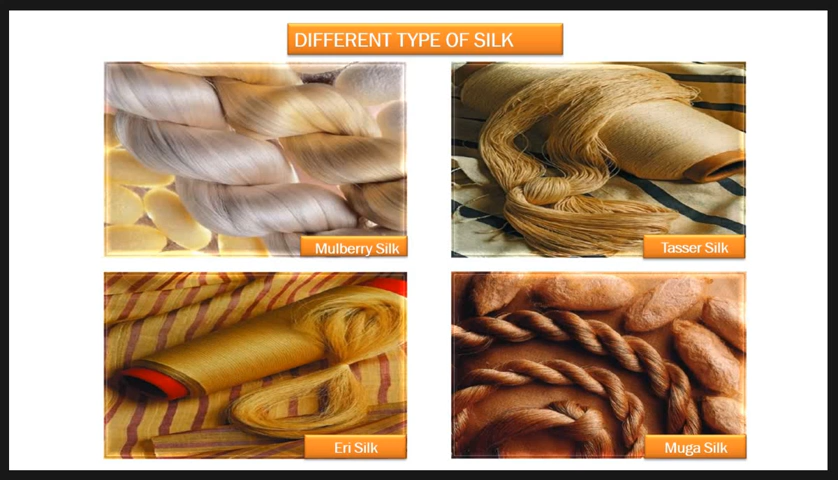 DIFFERENT TYPE OF SILK
Mulberry Silk
Tasser Silk
Eri Silk
Muga Silk